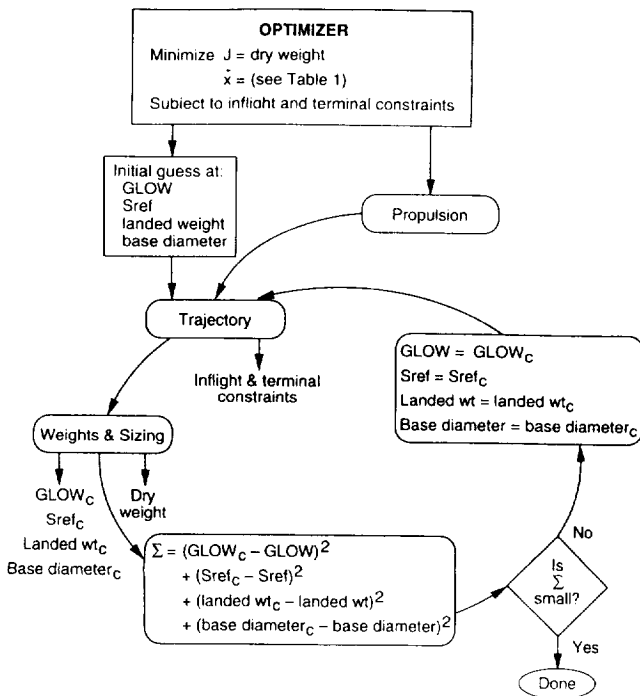 OPTIMIZER
Minimize J = dry weight
ẋ = (see Table 1)
Subject to inflight and terminal constraints
Initial guess at:
GLOW
Sref
landed weight
base diameter
Propulsion
Trajectory
Inflight & terminal
constraints
Weights & Sizing
GLOWC
SrefC
Landed wtC
Base diameterC
Dry
weight
Σ = (GLOWC – GLOW)2
+ (SrefC – Sref)2
+ (landed wtC – landed wt)2
+ (base diameterC – base diameter)2
Is
Σ
small?
No
GLOW = GLOWC
Sref = SrefC
Landed wt = landed wtC
Base diameter = base diameterC
Yes
Done